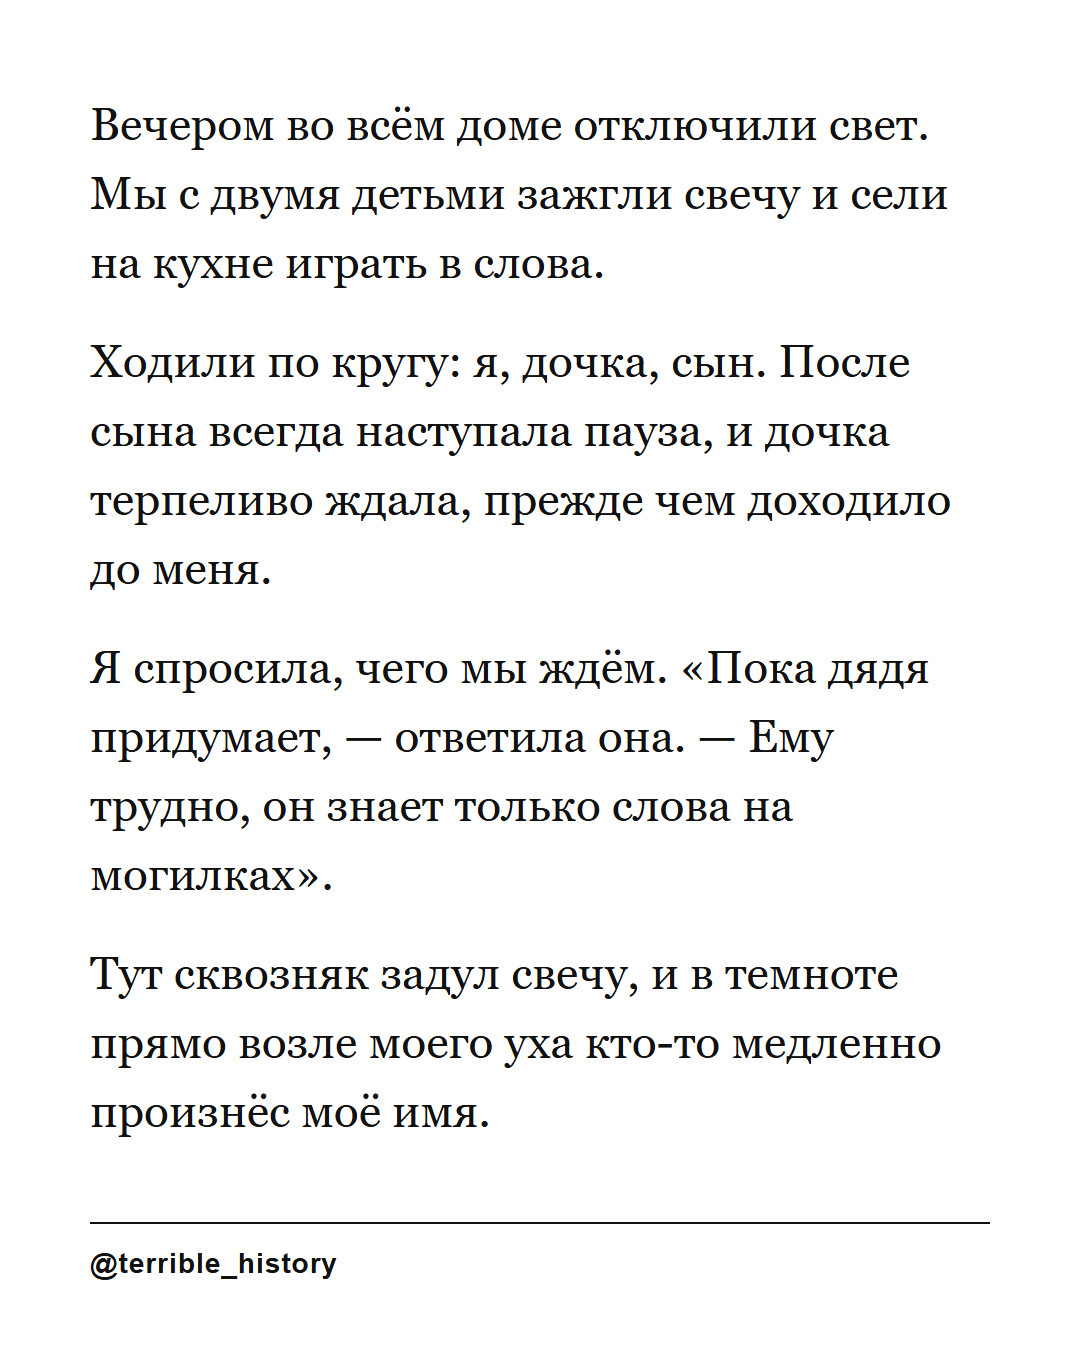 Вечером во всём доме отключили свет.
Мы с двумя детьми зажгли свечу и сели
на кухне играть в слова.
Ходили по кругу: я, дочка, сын. После
сына всегда наступала пауза, и дочка
терпеливо ждала, прежде чем доходило
до меня.
Я спросила, чего мы ждём. «Пока дядя
придумает, — ответила она. — Ему
трудно, он знает только слова на
могилках».
Тут сквозняк задул свечу, и в темноте
прямо возле моего уха кто-то медленно
произнёс моё имя.
@terrible_history